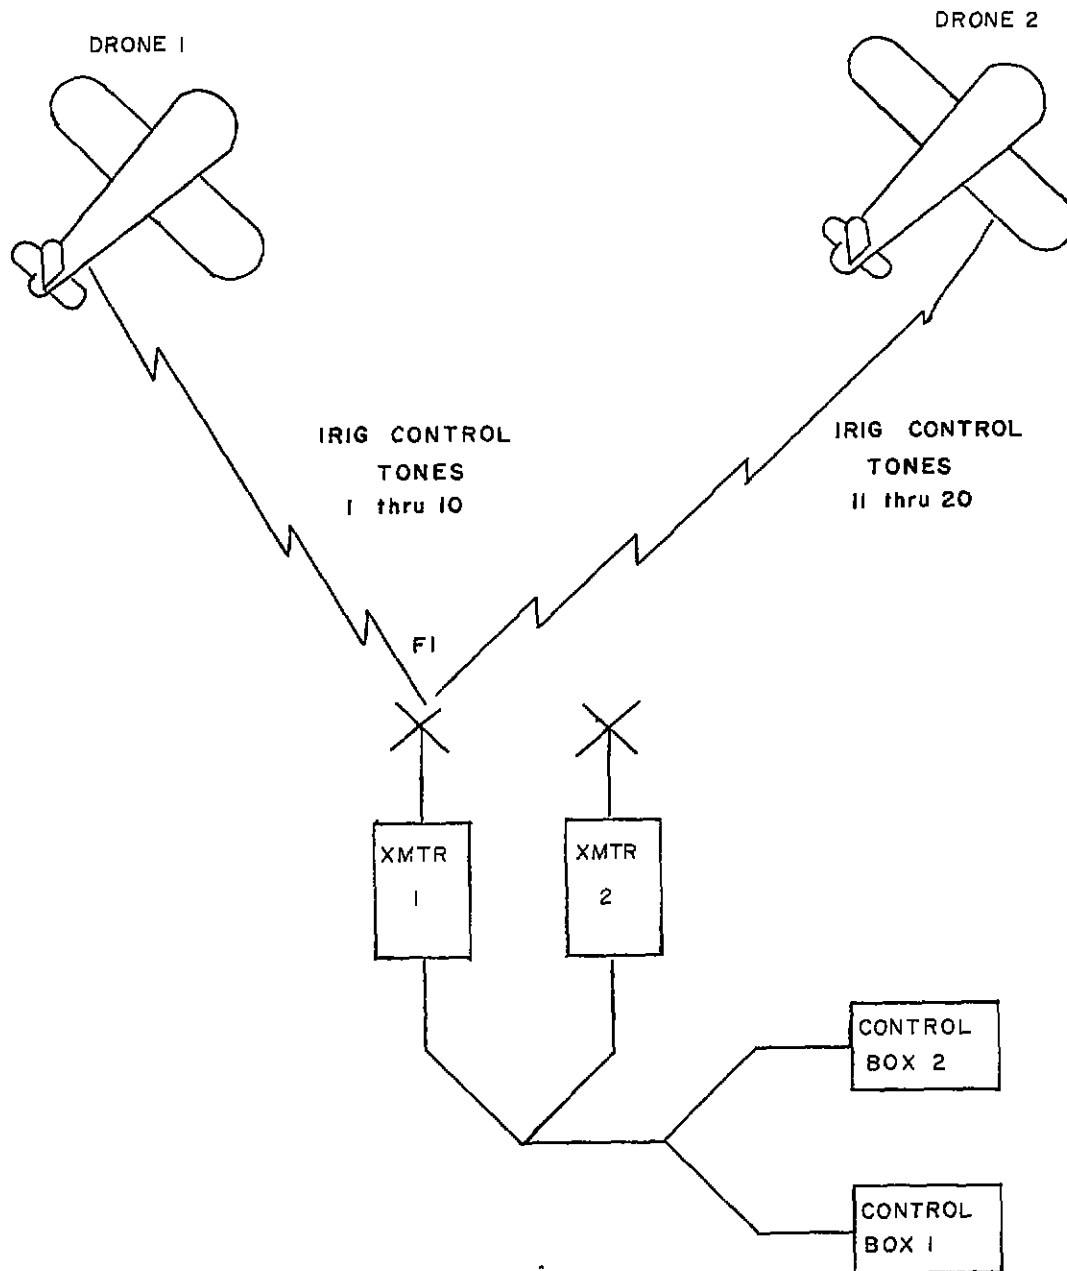 DRONE 1
DRONE 2
IRIG CONTROL
TONES
1 thru 10
IRIG CONTROL
TONES
11 thru 20
F1
XMTR
1
XMTR
2
CONTROL
BOX 2
CONTROL
BOX 1